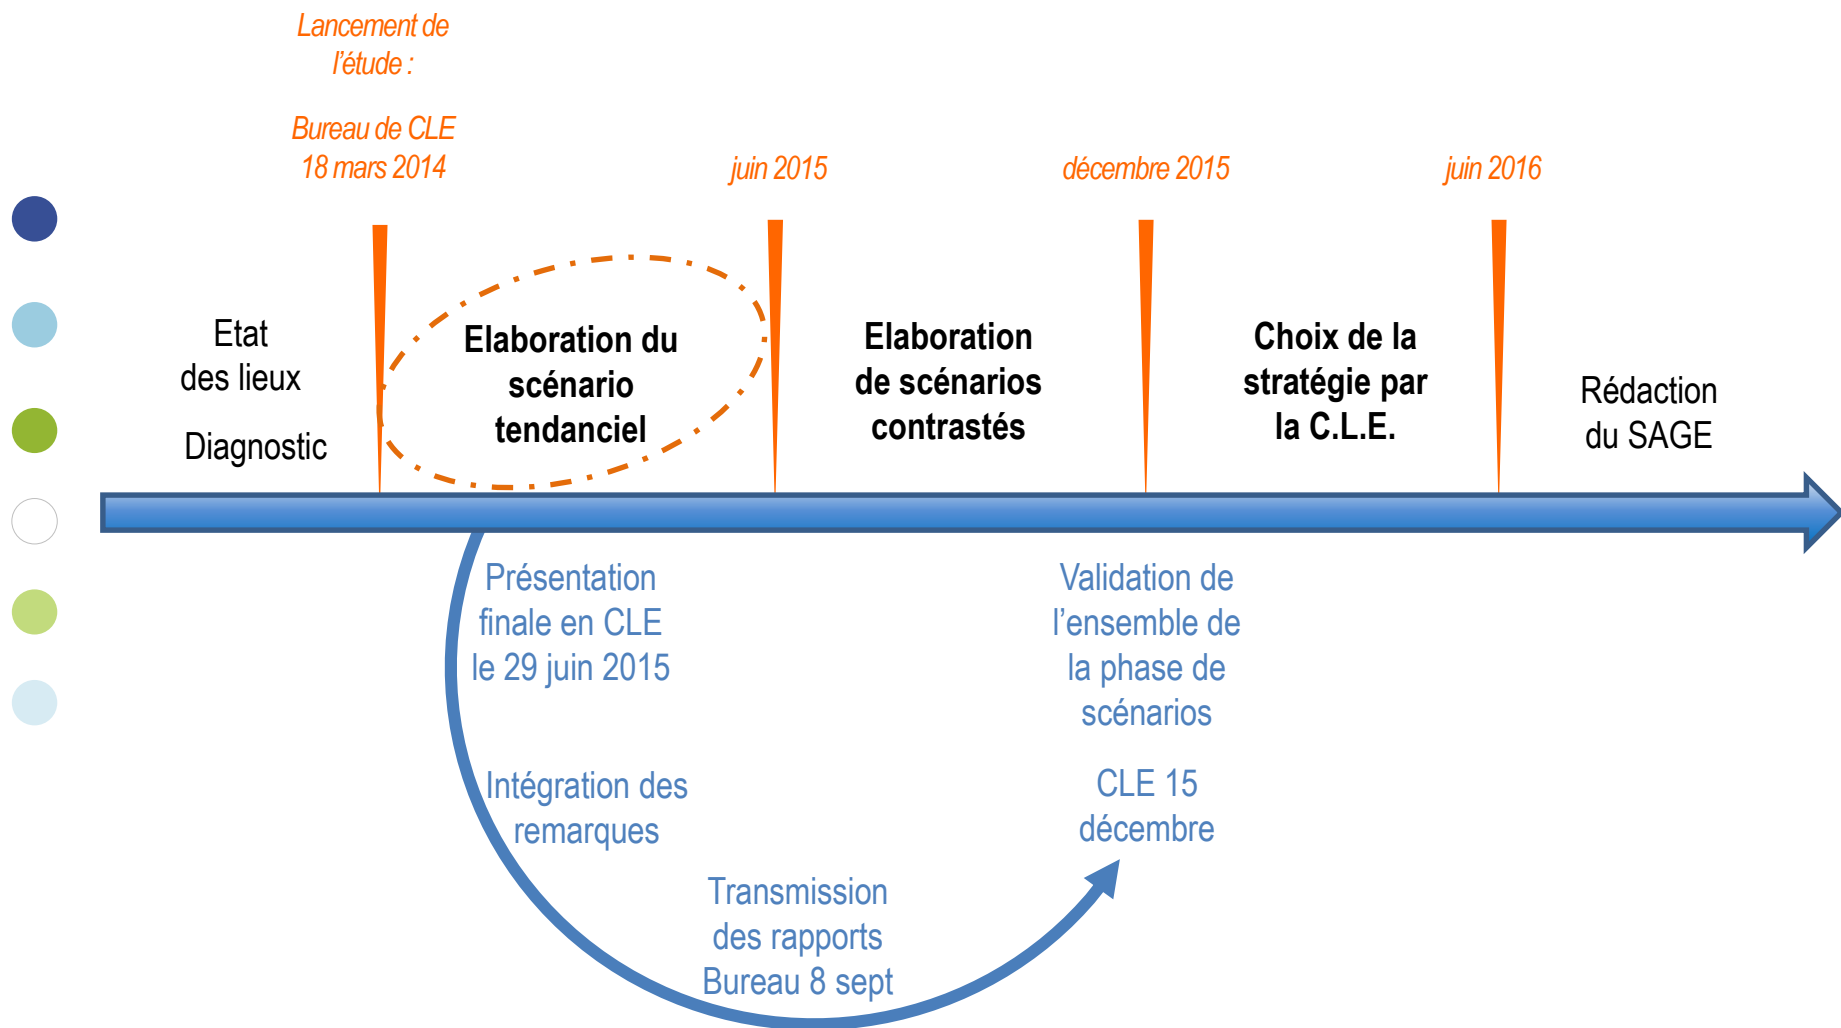 Lancement de
l’étude :
Bureau de CLE
18 mars 2014
juin 2015
décembre 2015
juin 2016
Etat
des lieux
Diagnostic
Elaboration du
scénario
tendanciel
Elaboration
de scénarios
contrastés
Choix de la
stratégie par
la C.L.E.
Rédaction
du SAGE
Présentation
finale en CLE
le 29 juin 2015
Intégration des
remarques
Transmission
des rapports
Bureau 8 sept
Validation de
l’ensemble de
la phase de
scénarios
CLE 15
décembre